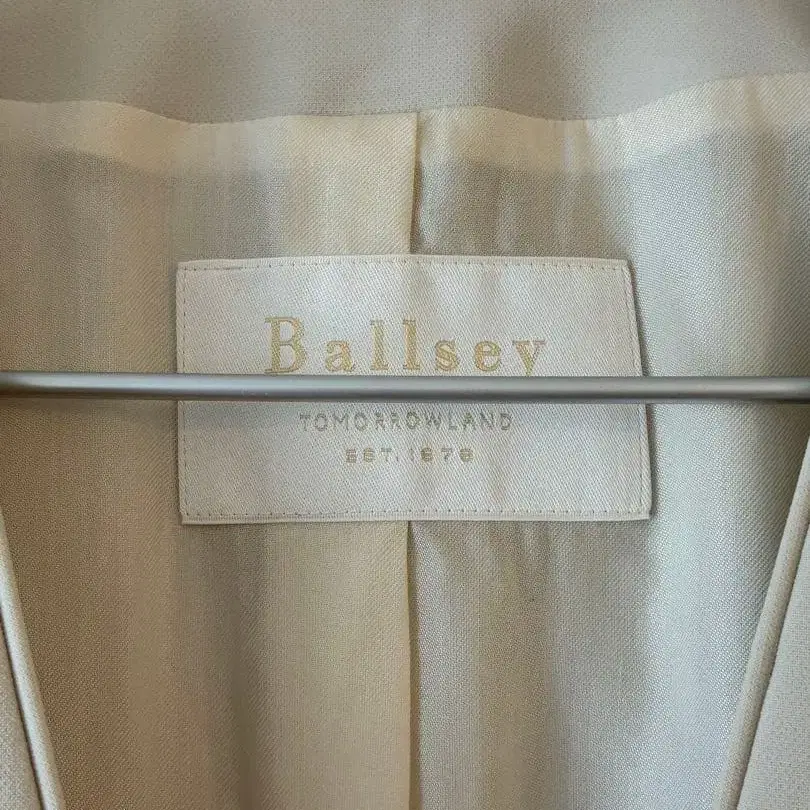 Ballsey
TOMORROWLAND
EST. 1978